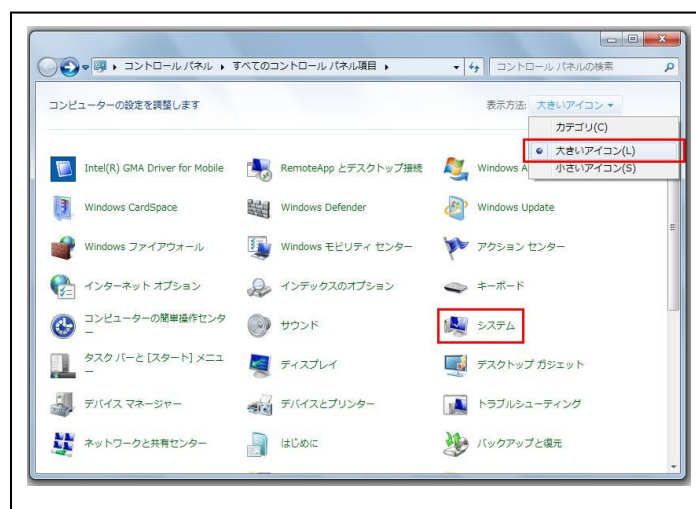 コントロール パネル ▸ すべてのコントロール パネル項目 ▸
コントロール パネルの検索
コンピューターの設定を調整します
表示方法: 大きいアイコン
カテゴリ(C)
大きいアイコン(L)
小さいアイコン(S)
Intel(R) GMA Driver for Mobile
RemoteApp とデスクトップ接続
Windows A
Windows CardSpace
Windows Defender
Windows Update
Windows ファイアウォール
Windows モビリティ センター
アクション センター
インターネット オプション
インデックスのオプション
キーボード
コンピューターの簡単操作センタ
ー
サウンド
システム
タスク バーと [スタート] メニュ
ー
ディスプレイ
デスクトップ ガジェット
デバイス マネージャー
デバイスとプリンター
トラブルシューティング
ネットワークと共有センター
はじめに
バックアップと復元